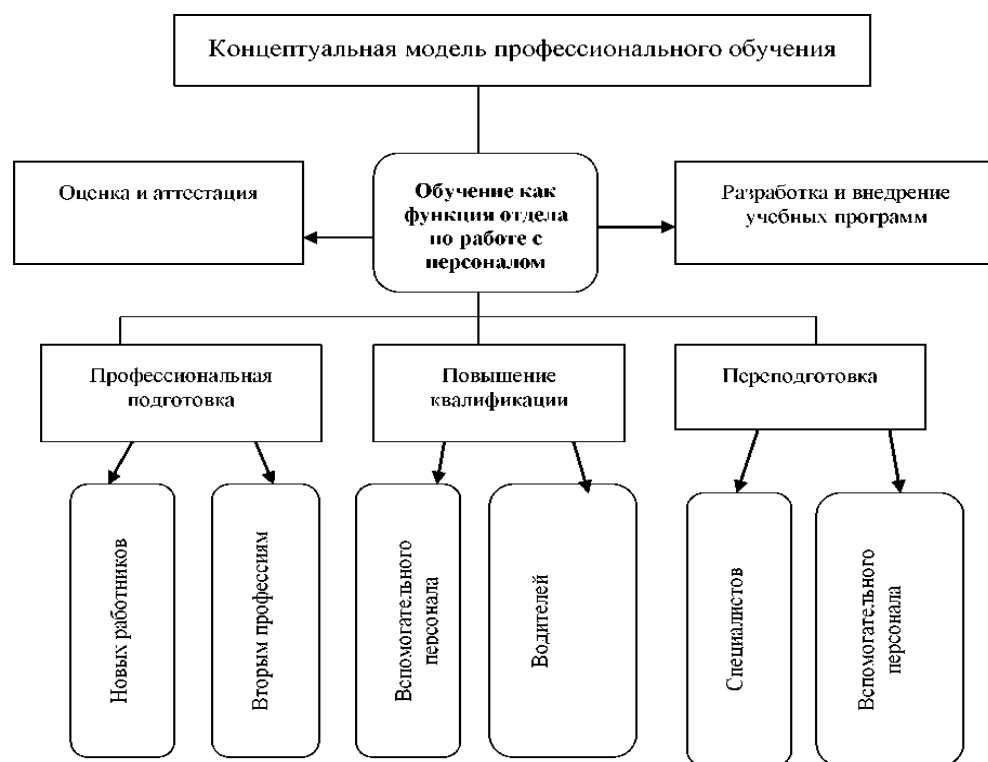 Концептуальная модель профессионального обучения
Оценка и аттестация
Обучение как
функция отдела
по работе с
персоналом
Разработка и внедрение
учебных программ
Профессиональная
подготовка
Повышение
квалификации
Переподготовка
Новых работников
Вторым профессиям
Вспомогательного
персонала
Водителей
Специалистов
Вспомогательного
персонала